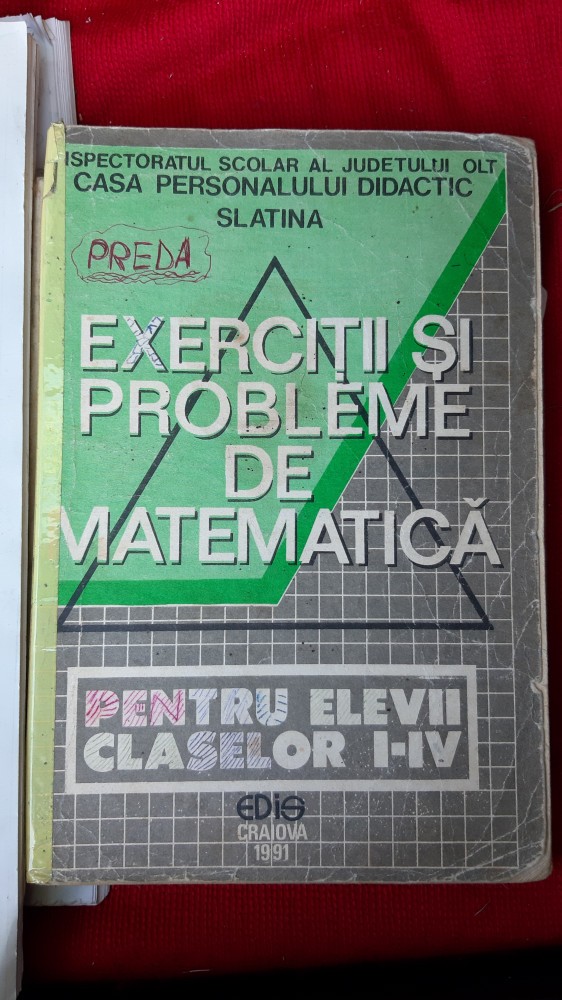 ISPECTORATUL SCOLAR AL JUDETULUI OLT
CASA PERSONALULUI DIDACTIC
SLATINA
PREDA
EXERCIȚII ȘI
PROBLEME
DE
MATEMATICĂ
PENTRU ELEVII
CLASELOR I-IV
EDIS
CRAIOVA
1991